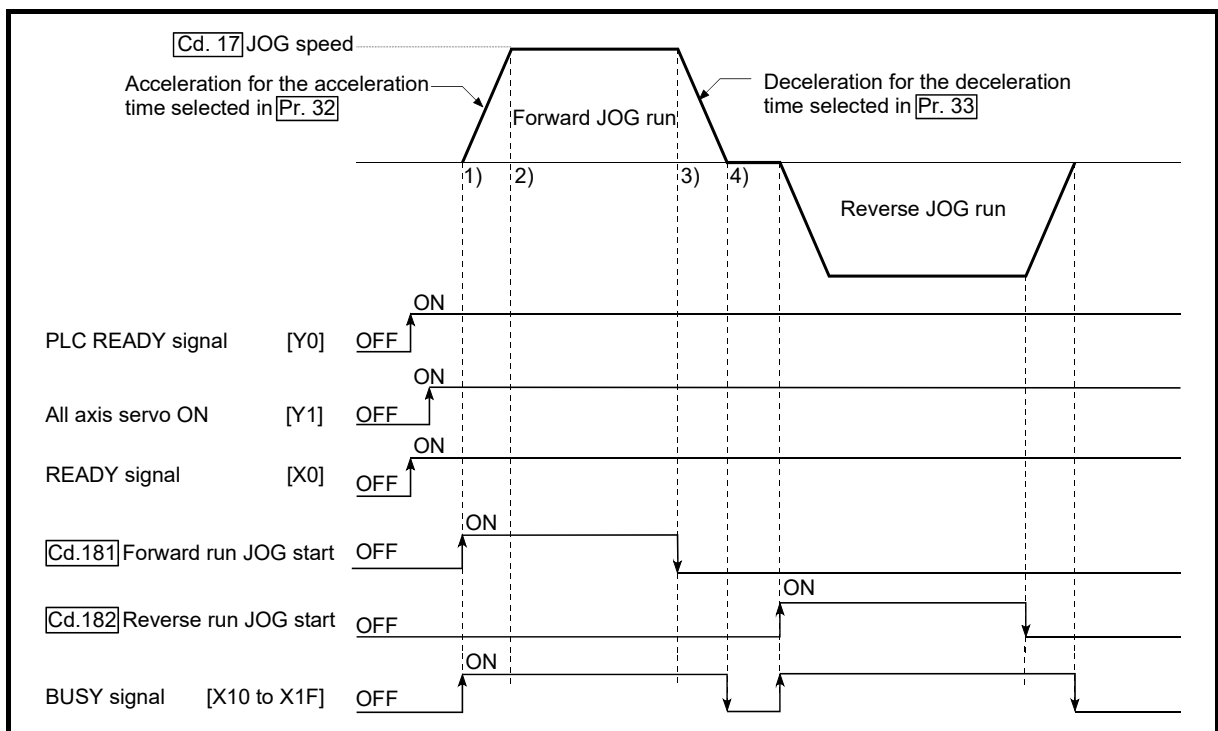 Cd. 17 JOG speed
Acceleration for the acceleration
time selected in Pr. 32
Deceleration for the deceleration
time selected in Pr. 33
Forward JOG run
1) 2) 3) 4)
Reverse JOG run
ON
PLC READY signal [Y0] OFF
ON
All axis servo ON [Y1] OFF
ON
READY signal [X0] OFF
ON
Cd.181 Forward run JOG start OFF
ON
Cd.182 Reverse run JOG start OFF
ON
BUSY signal [X10 to X1F] OFF